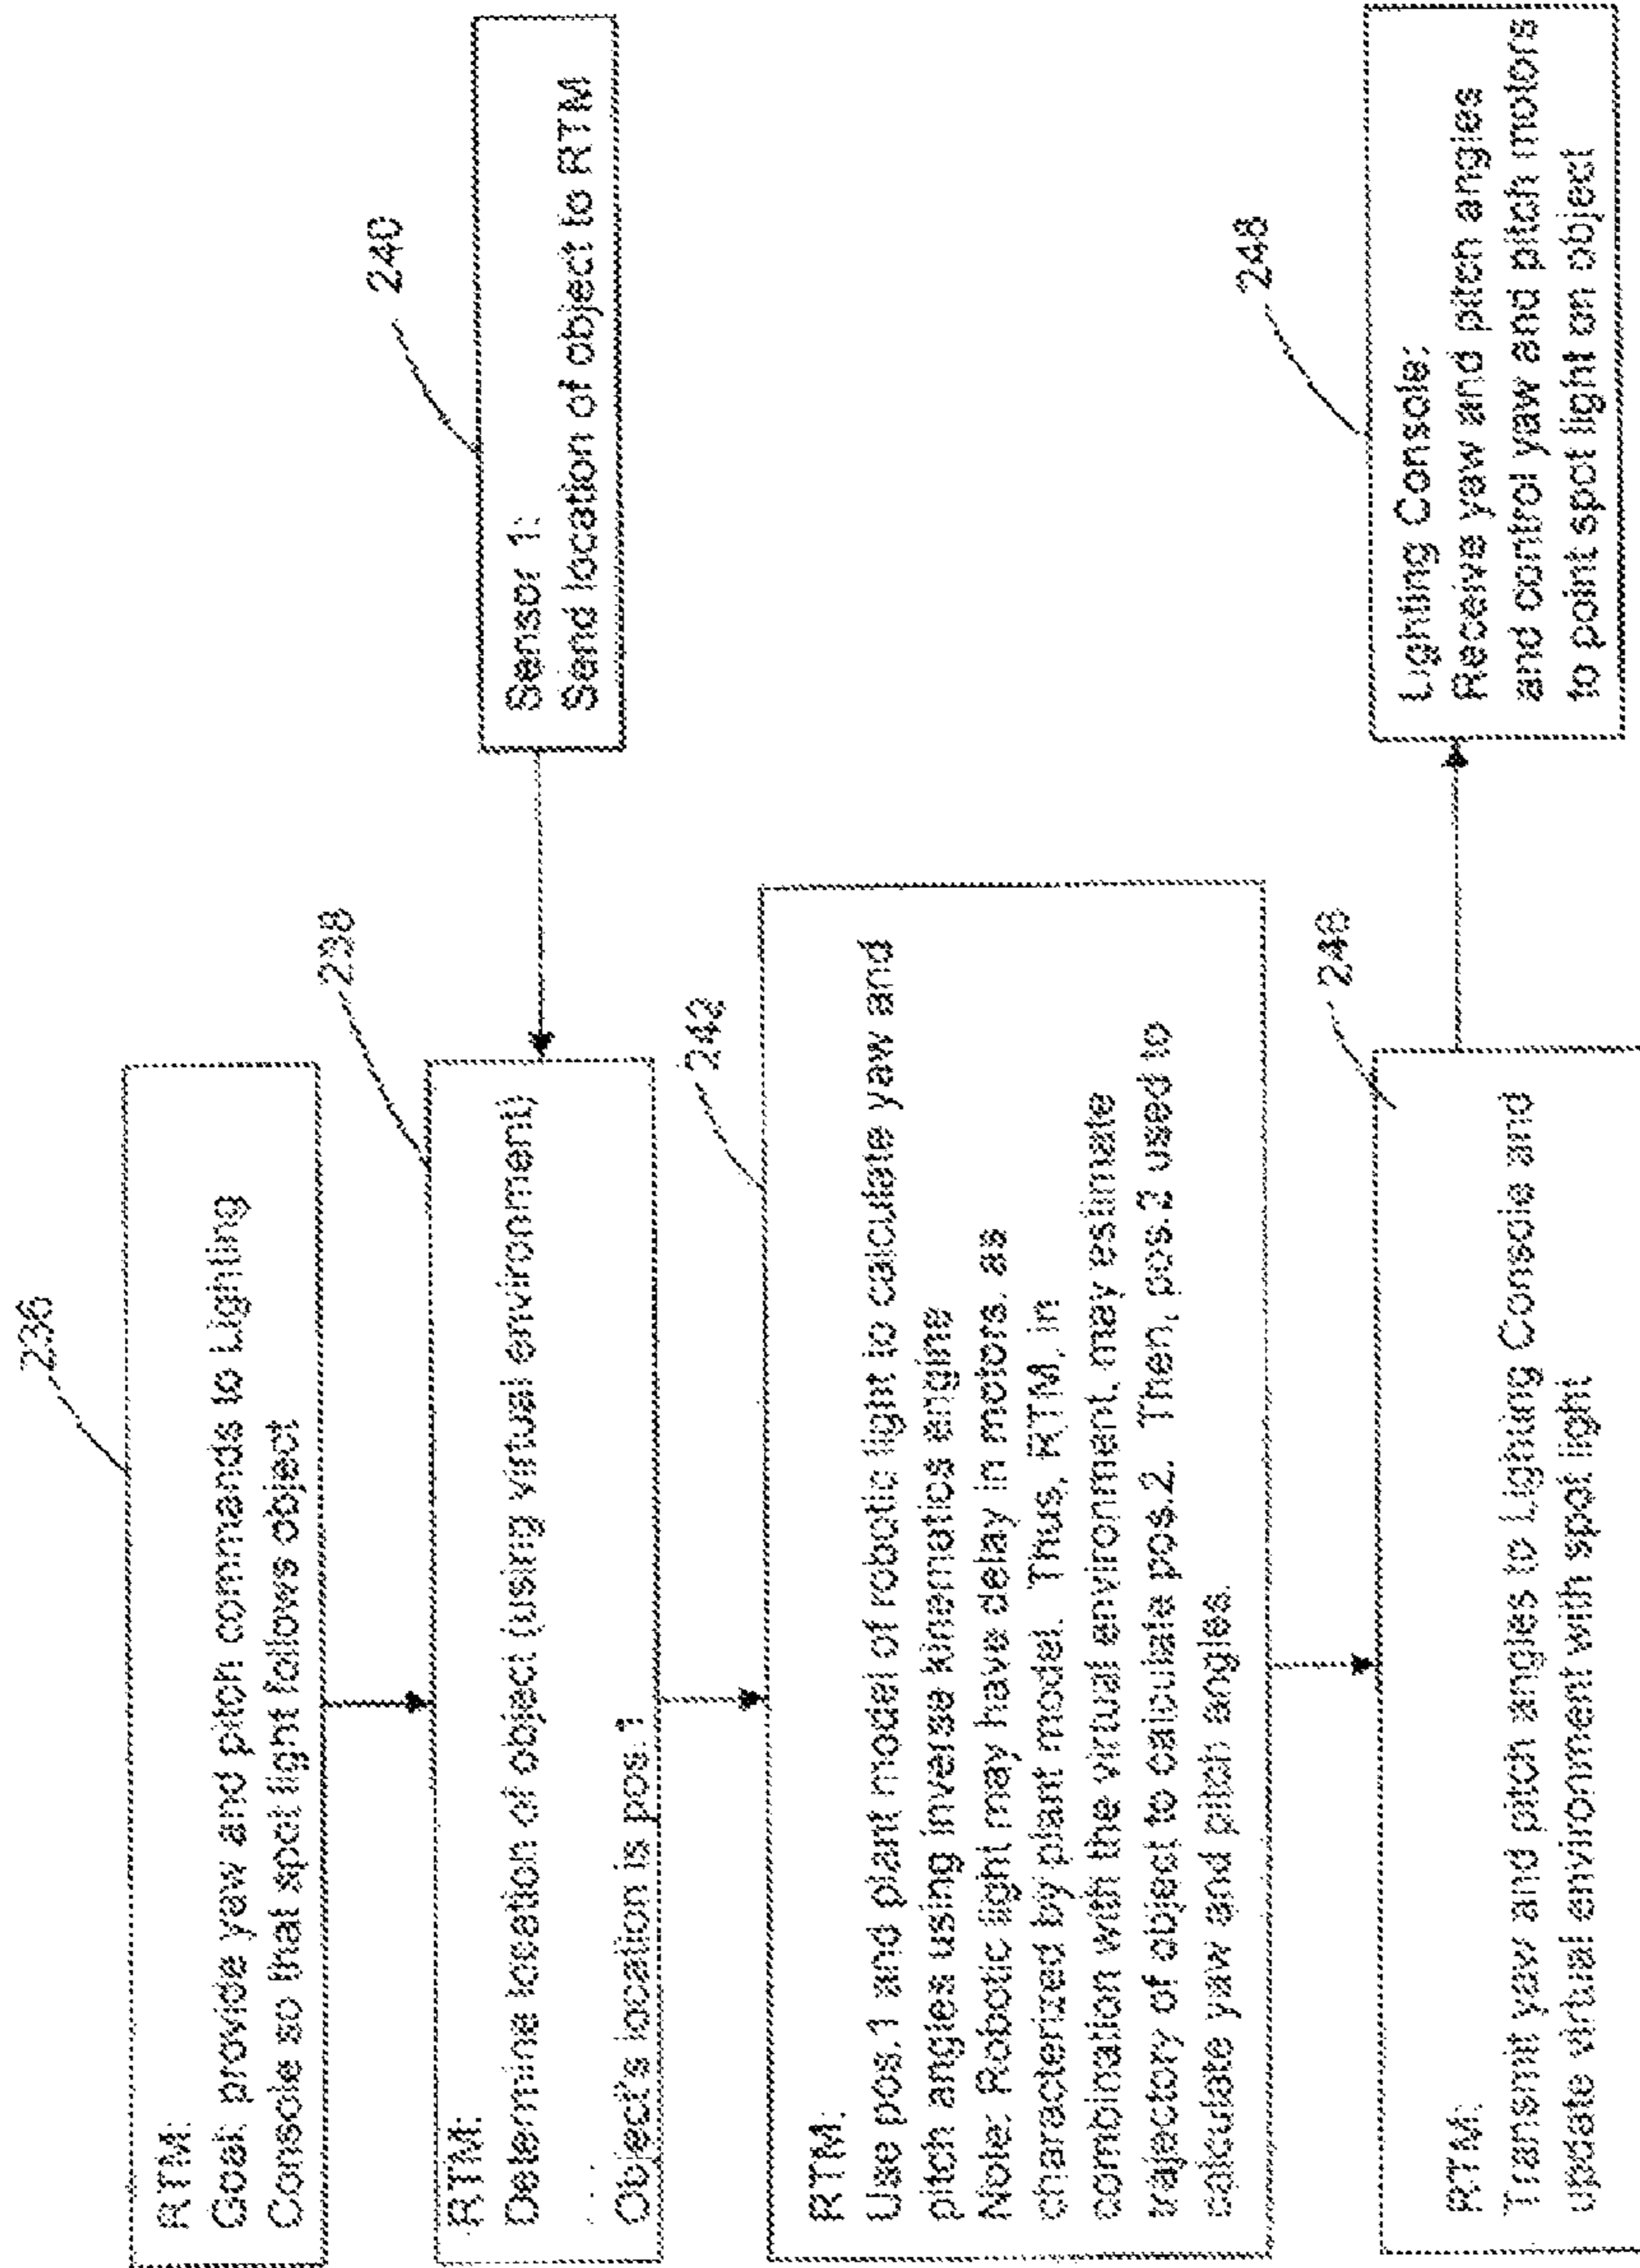 236
RTM:
Goal: provide yaw and pitch commands to Lighting
Console so that spot light follows object
238
RTM:
Determine location of object (using virtual environment)
Object's location is pos.1
240
Sensor 1:
Send location of object to RTM
242
RTM:
Use pos.1 and plant model of robotic light to calculate yaw and
pitch angles using inverse kinematics engine
Note: Robotic light may have delay in motors, as
characterized by plant model. Thus, RTM, in
combination with the virtual environment, may estimate
trajectory of object to calculate pos.2. Then, pos.2 used to
calculate yaw and pitch angles.
246
RTM:
Transmit yaw and pitch angles to Lighting Console and
update virtual environment with spot light
248
Lighting Console:
Receive yaw and pitch angles
and control yaw and pitch motors
to point spot light on object